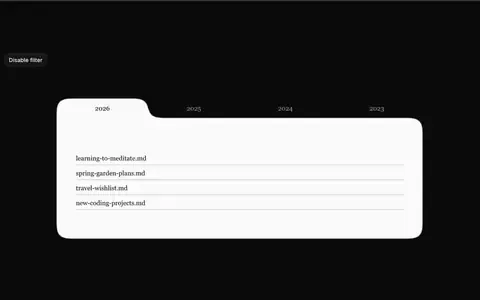 Disable filter
2026 2025 2024 2023
learning-to-meditate.md
spring-garden-plans.md
travel-wishlist.md
new-coding-projects.md